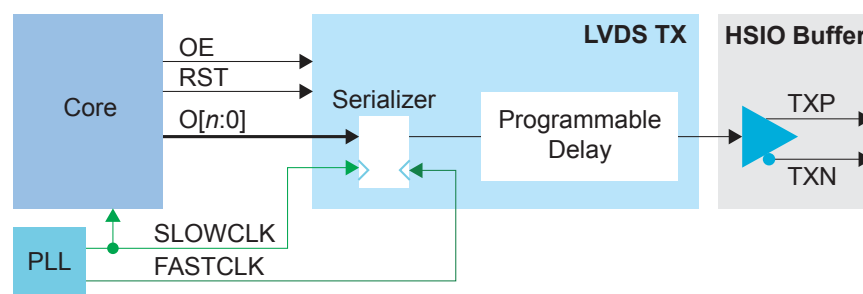 LVDS TX
HSIO Buffer
OE
RST
Core
O[n:0]
Serializer
Programmable
Delay
TXP
TXN
SLOWCLK
PLL
FASTCLK